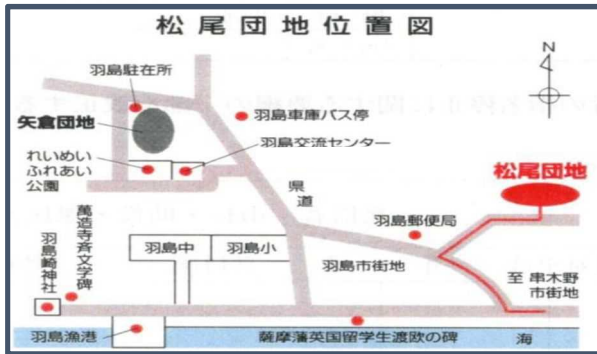 松尾団地位置図
N
羽島駐在所
矢倉団地
羽島車庫バス停
羽島交流センター
れいめい
ふれあい
公園
松尾団地
県道
羽島郵便局
萬造寺斉文学碑
羽島崎神社
羽島中
羽島小
羽島市街地
至 串木野
市街地
羽島漁港
薩摩藩英国留学生渡欧の碑
海